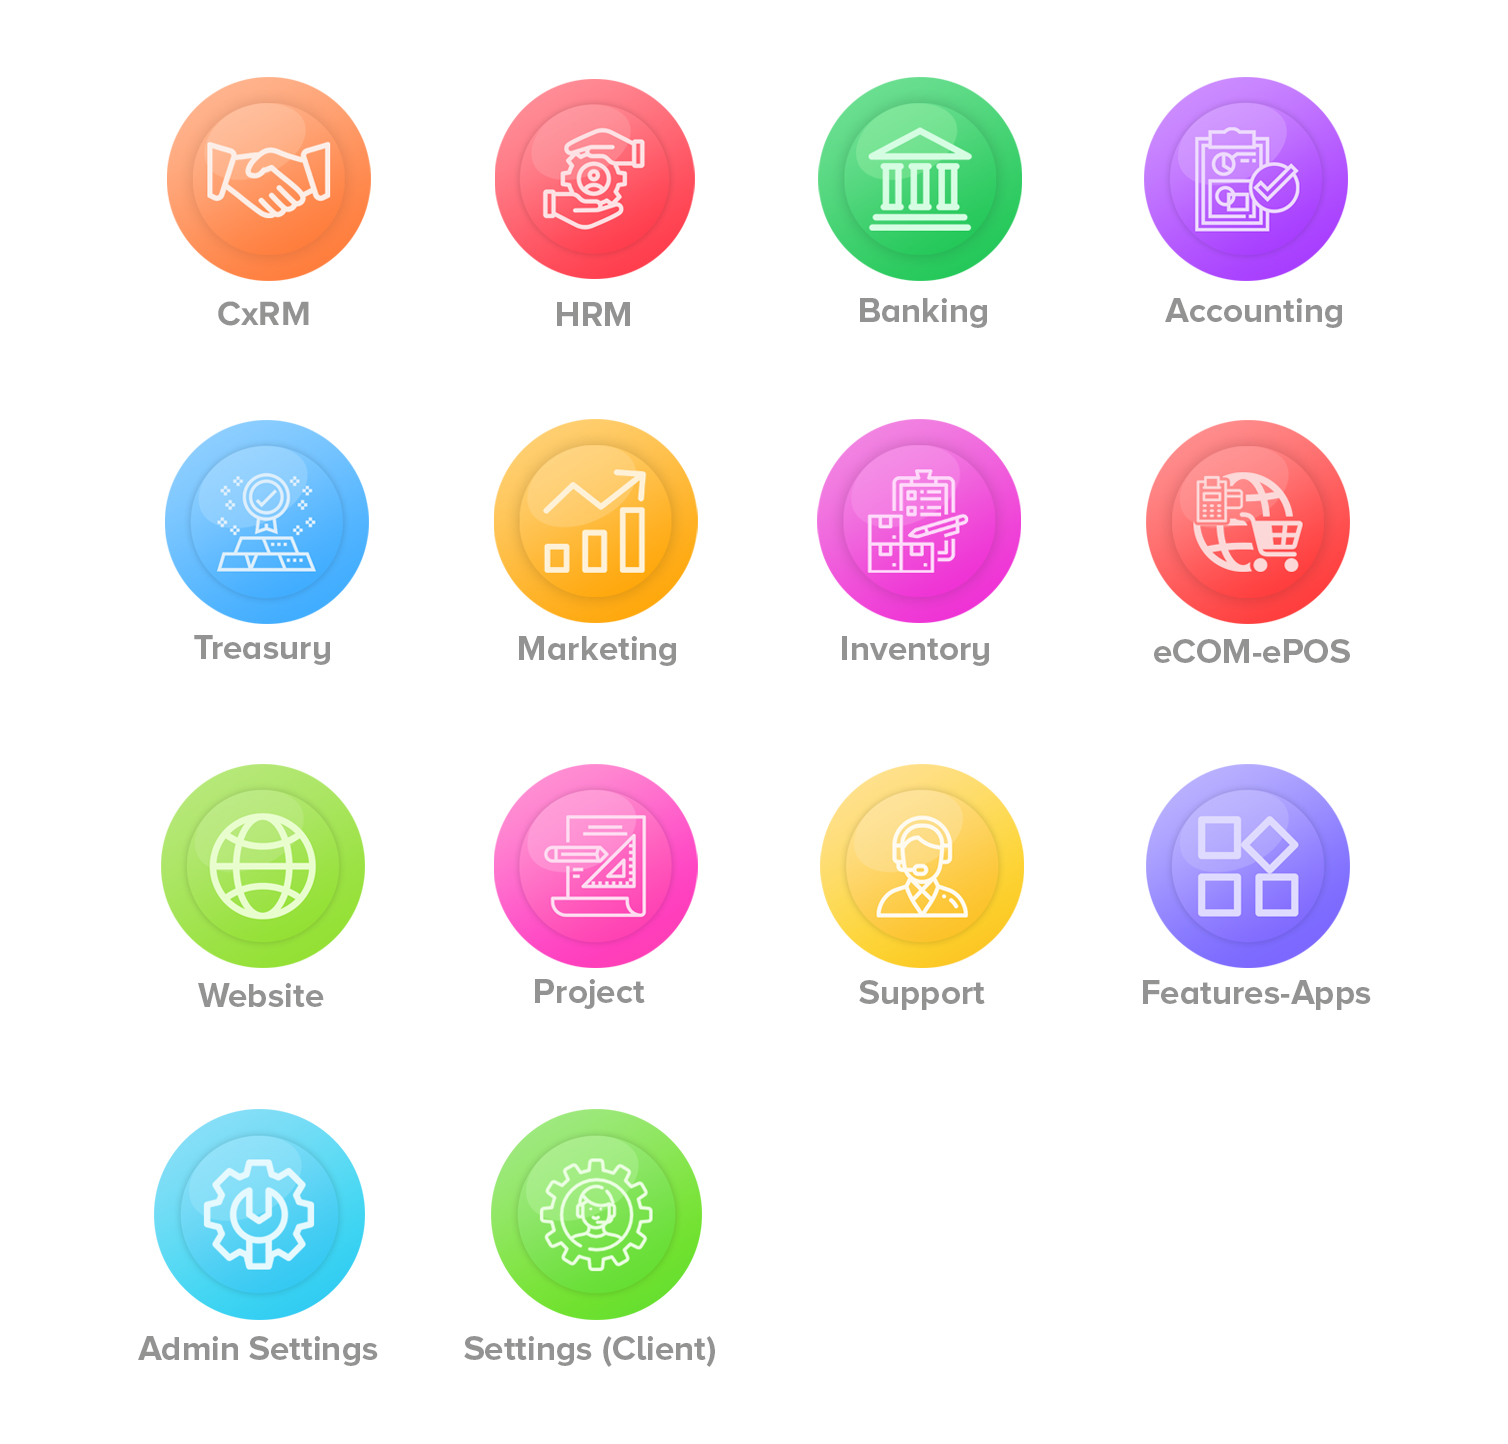 CxRM
HRM
Banking
Accounting
Treasury
Marketing
Inventory
eCOM-ePOS
Website
Project
Support
Features-Apps
Admin Settings
Settings (Client)